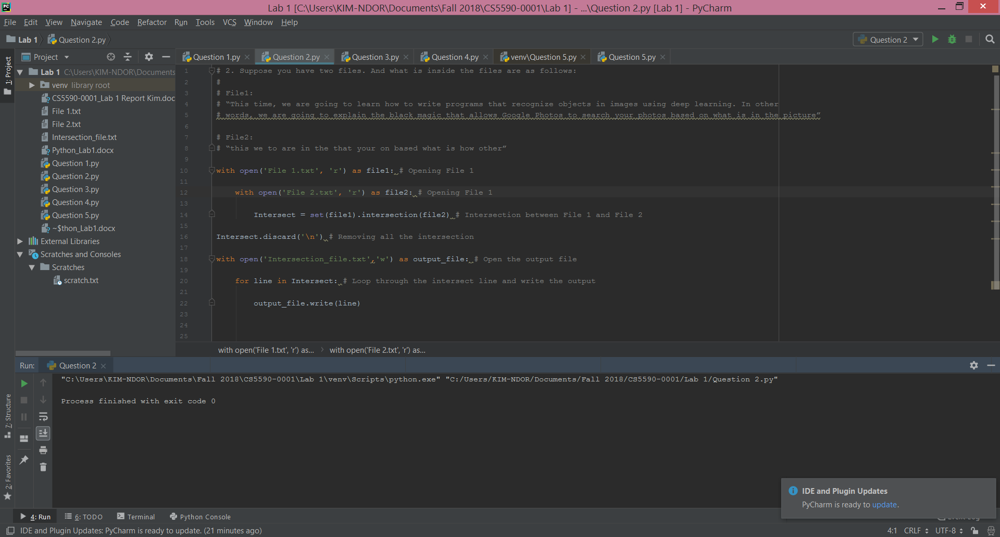 PC
Lab 1 [C:\Users\KIM-NDOR\Documents\Fall 2018\CS5590-0001\Lab 1] - ...\Question 2.py [Lab 1] - PyCharm
File Edit View Navigate Code Refactor Run Tools VCS Window Help
Lab 1 Question 2.py
Question 2
1: Project
Project
Question 1.py Question 2.py Question 3.py Question 4.py venv\Question 5.py Question 5.py
Lab 1 C:\Users\KIM-NDOR\Documents
venv library root
CS5590-0001_Lab 1 Report Kim.doc
File 1.txt
File 2.txt
Intersection_file.txt
Python_Lab1.docx
Question 1.py
Question 2.py
Question 3.py
Question 4.py
Question 5.py
~$thon_Lab1.docx
External Libraries
Scratches and Consoles
Scratches
scratch.txt
1 # 2. Suppose you have two files. And what is inside the files are as follows:
2 #
3 # File1:
4 # “This time, we are going to learn how to write programs that recognize objects in images using deep learning. In other
5 # words, we are going to explain the black magic that allows Google Photos to search your photos based on what is in the picture”
6
7 # File2:
8 # “this we to are in the that your on based what is how other”
9
10 with open('File 1.txt', 'r') as file1: # Opening File 1
11
12 with open('File 2.txt', 'r') as file2: # Opening File 1
13
14 Intersect = set(file1).intersection(file2) # Intersection between File 1 and File 2
15
16 Intersect.discard('\n') # Removing all the intersection
17
18 with open('Intersection_file.txt','w') as output_file: # Open the output file
19
20 for line in Intersect: # Loop through the intersect line and write the output
21
22 output_file.write(line)
23
24
25
with open('File 1.txt', 'r') as... with open('File 2.txt', 'r') as...
Run: Question 2
"C:\Users\KIM-NDOR\Documents\Fall 2018\CS5590-0001\Lab 1\venv\Scripts\python.exe" "C:/Users/KIM-NDOR/Documents/Fall 2018/CS5590-0001/Lab 1/Question 2.py"
Process finished with exit code 0
7: Structure
2: Favorites
IDE and Plugin Updates
PyCharm is ready to update.
4: Run 6: TODO Terminal Python Console
IDE and Plugin Updates: PyCharm is ready to update. (21 minutes ago)
4:1 CRLF UTF-8